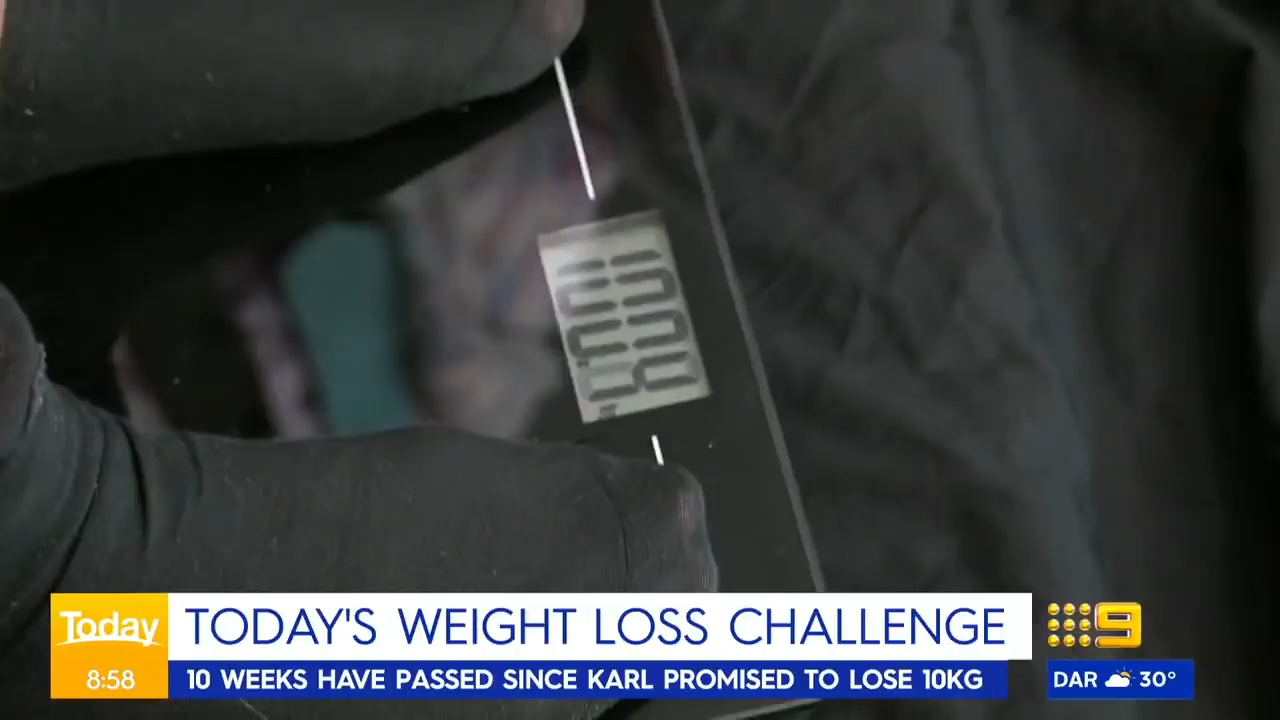 TODAY'S WEIGHT LOSS CHALLENGE
10 WEEKS HAVE PASSED SINCE KARL PROMISED TO LOSE 10KG
Today
8:58
9
DAR 30°